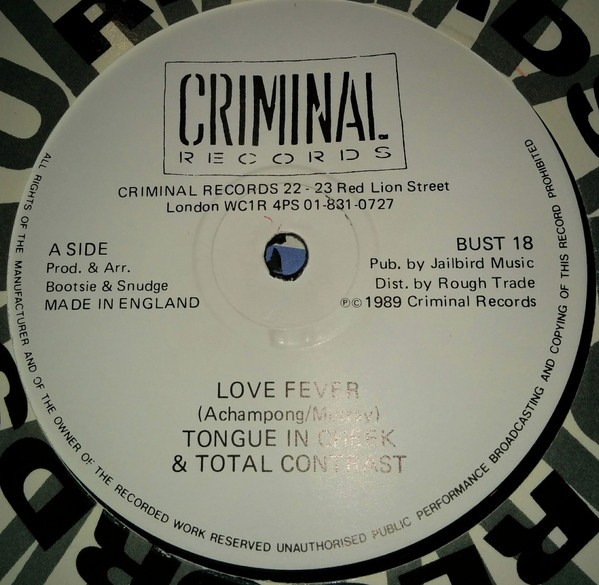 CRIMINAL
RECORDS
CRIMINAL RECORDS 22 - 23 Red Lion Street
London WC1R 4PS 01-831-0727
A SIDE
Prod. & Arr.
Bootsie & Snudge
MADE IN ENGLAND
BUST 18
Pub. by Jailbird Music
Dist. by Rough Trade
℗© 1989 Criminal Records
LOVE FEVER
(Achampong/
TONGUE IN CHEEK
& TOTAL CONTRAST
ALL RIGHTS OF THE MANUFACTURER AND OF THE OWNER OF THE RECORDED WORK RESERVED UNAUTHORISED PUBLIC PERFORMANCE BROADCASTING AND COPYING OF THIS RECORD PROHIBITED